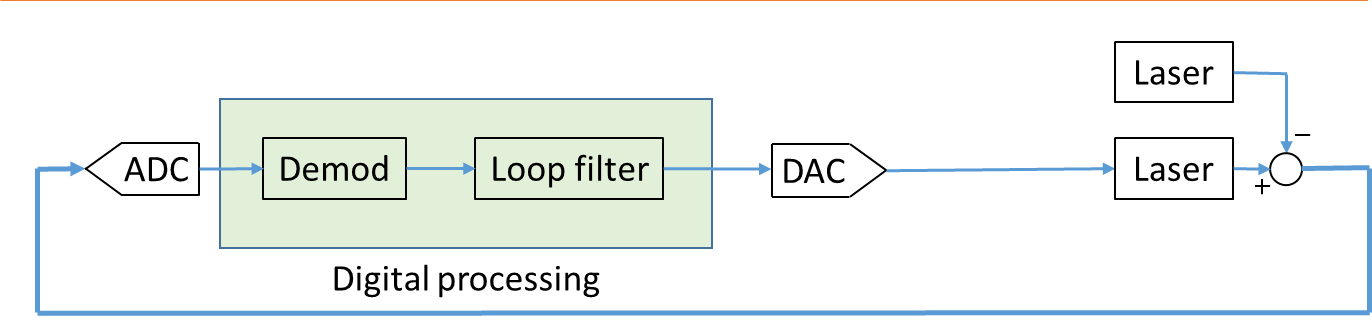 Laser
ADC
Demod
Loop filter
DAC
Laser
−
+
Digital processing